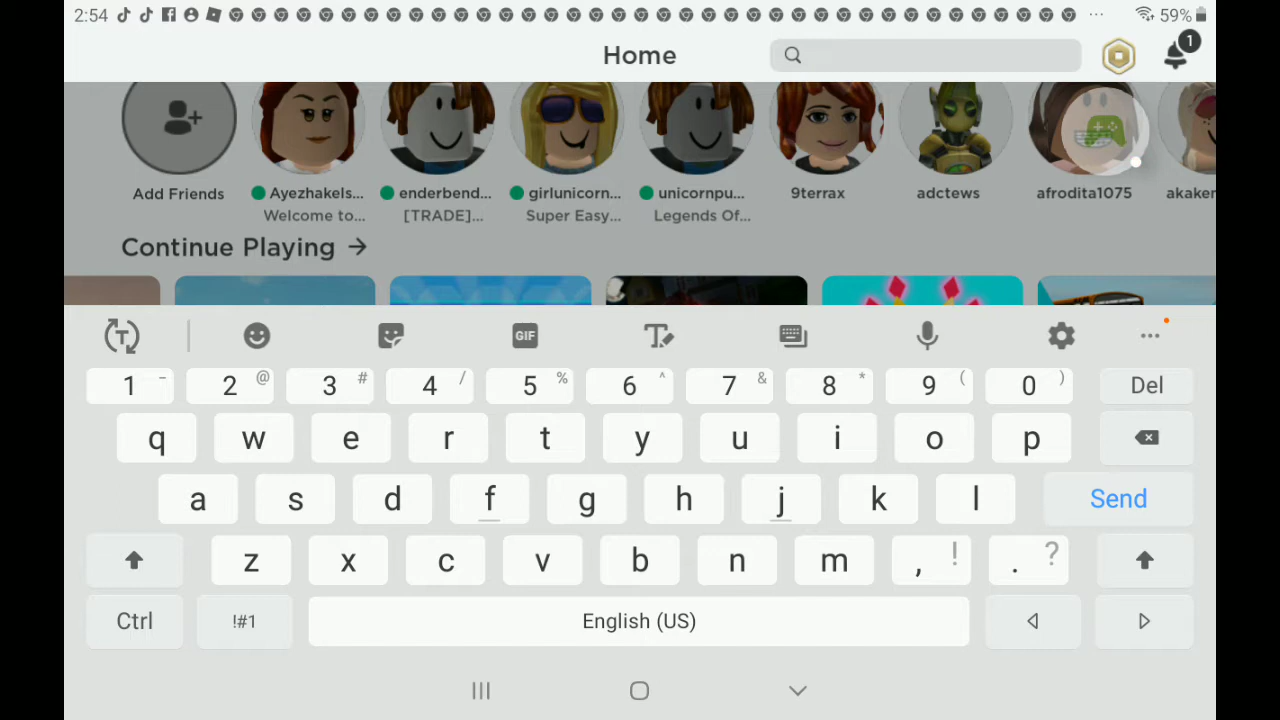 2:54 59%
Home
1
Add Friends Ayezhakels... enderbend... girlunicorn... unicornpu... 9terrax adctews afrodita1075 akaker
Welcome to... [TRADE]... Super Easy... Legends Of...
Continue Playing →
T GIF T ...
1 - 2 @ 3 # 4 / 5 % 6 ^ 7 & 8 * 9 ( 0 ) Del
q w e r t y u i o p
a s d f g h j k l Send
z x c v b n m , ! . ?
Ctrl !#1 English (US)